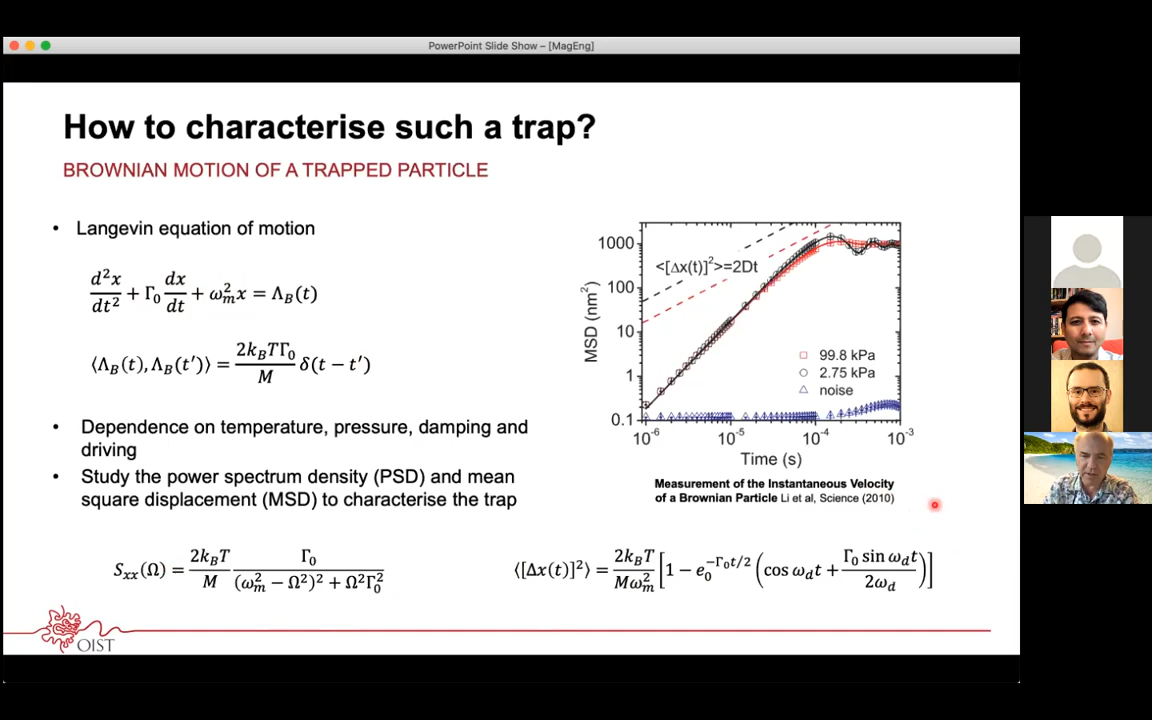 PowerPoint Slide Show – [MagEng]
How to characterise such a trap?
BROWNIAN MOTION OF A TRAPPED PARTICLE
• Langevin equation of motion
d²x/dt² + Γ₀ dx/dt + ω²ₘx = Λ_B(t)
⟨Λ_B(t), Λ_B(t′)⟩ = 2k_BTΓ₀/M δ(t − t′)
• Dependence on temperature, pressure, damping and
driving
• Study the power spectrum density (PSD) and mean
square displacement (MSD) to characterise the trap
MSD (nm²)
1000
100
10
1
0.1
<[Δx(t)]²>=2Dt
99.8 kPa
2.75 kPa
noise
10⁻⁶ 10⁻⁵ 10⁻⁴ 10⁻³
Time (s)
Measurement of the Instantaneous Velocity
of a Brownian Particle Li et al, Science (2010)
Sₓₓ(Ω) = 2k_BT/M Γ₀/((ω²ₘ − Ω²)² + Ω²Γ₀²)
⟨[Δx(t)]²⟩ = 2k_BT/Mω²ₘ [1 − e₀^(−Γ₀t/2) (cos ω_d t + Γ₀ sin ω_d t/2ω_d)]
OIST